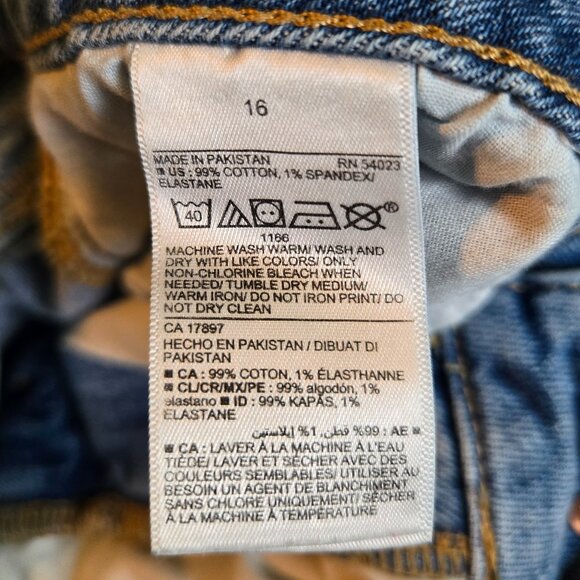 16
MADE IN PAKISTAN RN 54023
■ US : 99% COTTON, 1% SPANDEX/
ELASTANE
40 ®
1166
MACHINE WASH WARM/ WASH AND
DRY WITH LIKE COLORS/ ONLY
NON-CHLORINE BLEACH WHEN
NEEDED/ TUMBLE DRY MEDIUM/
WARM IRON/ DO NOT IRON PRINT/ DO
NOT DRY CLEAN
CA 17897
HECHO EN PAKISTAN / DIBUAT DI
PAKISTAN
■ CA : 99% COTON, 1% ÉLASTHANNE
■ CL/CR/MX/PE : 99% algodón, 1%
elastano ■ ID : 99% KAPAS, 1%
ELASTANE
■ AE : 99% قطن, 1% إيلاستين
■ CA : LAVER À LA MACHINE À L'EAU
TIÈDE/ LAVER ET SÉCHER AVEC DES
COULEURS SEMBLABLES/ UTILISER AU
BESOIN UN AGENT DE BLANCHIMENT
SANS CHLORE UNIQUEMENT/ SÉCHER
À LA MACHINE À TEMPÉRATURE